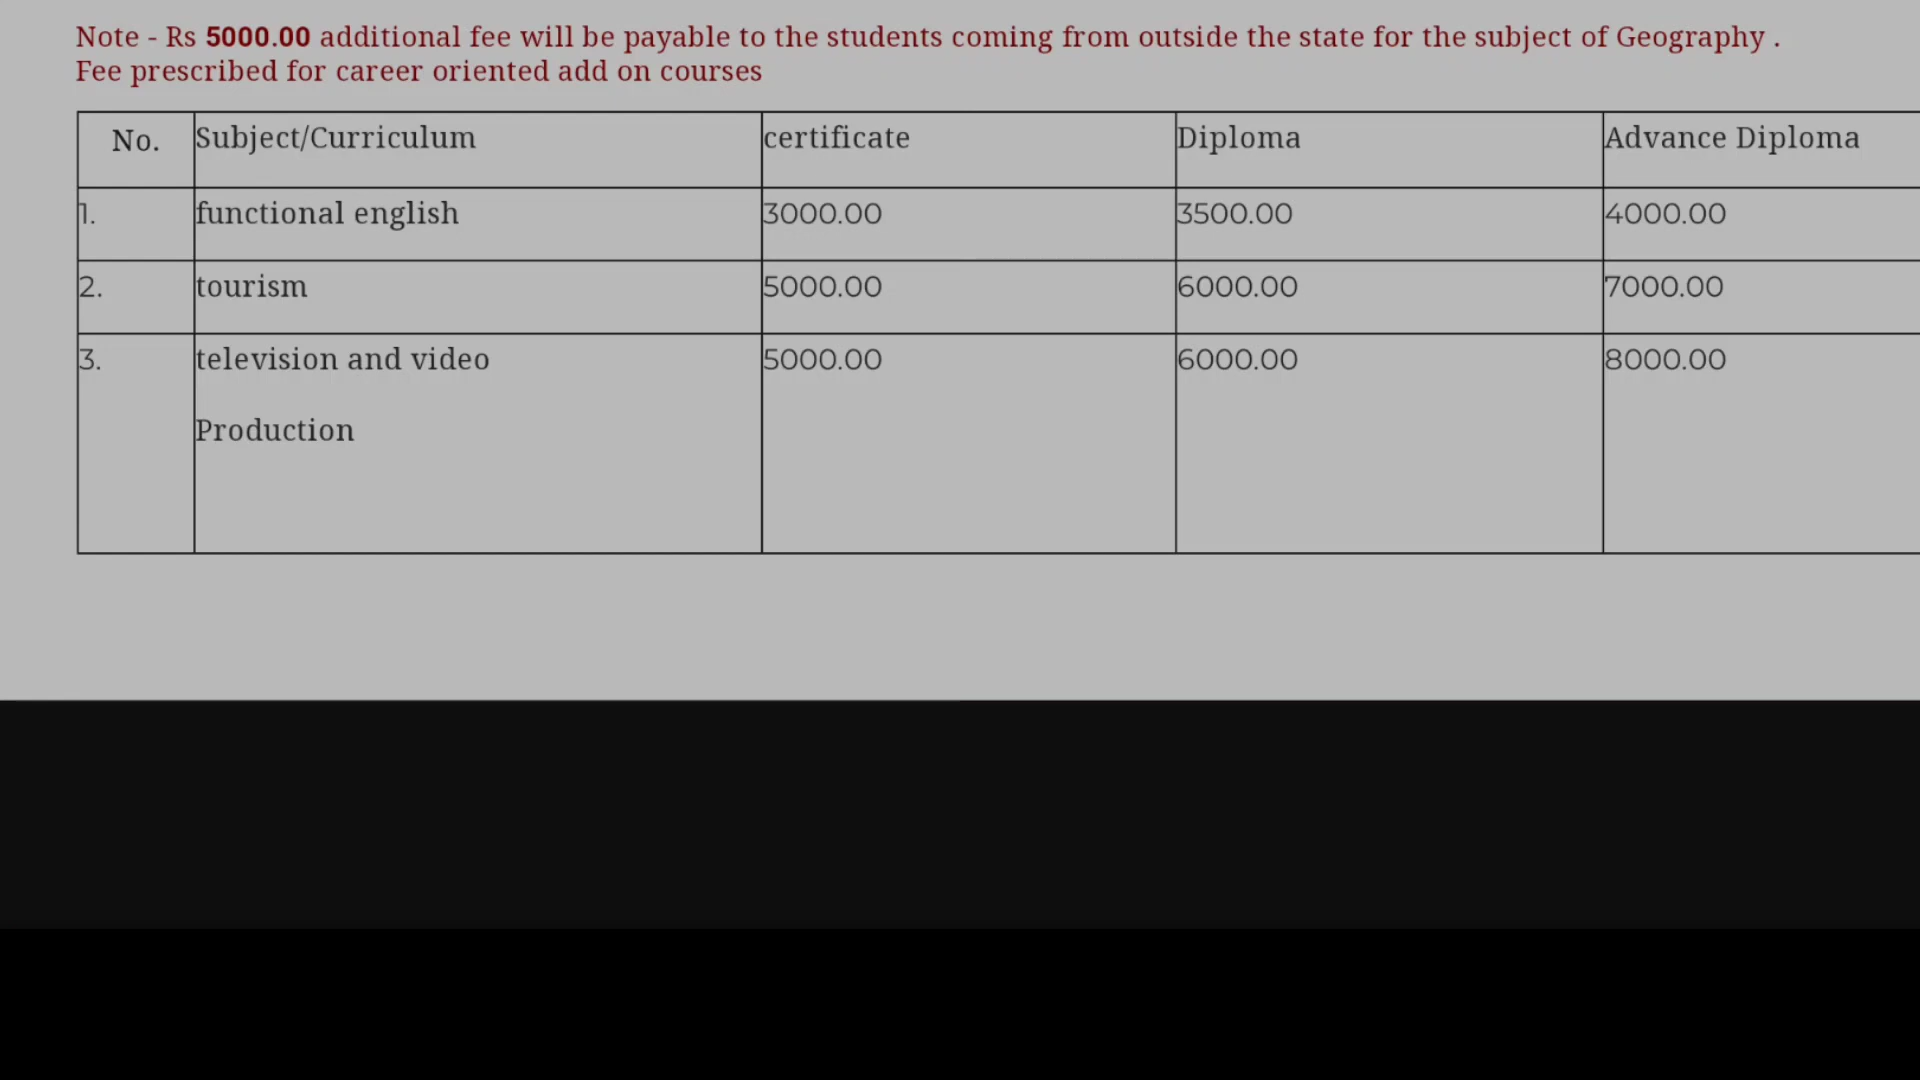 Note - Rs 5000.00 additional fee will be payable to the students coming from outside the state for the subject of Geography .
Fee prescribed for career oriented add on courses
No. Subject/Curriculum certificate Diploma Advance Diploma
1. functional english 3000.00 3500.00 4000.00
2. tourism 5000.00 6000.00 7000.00
3. television and video 5000.00 6000.00 8000.00
Production